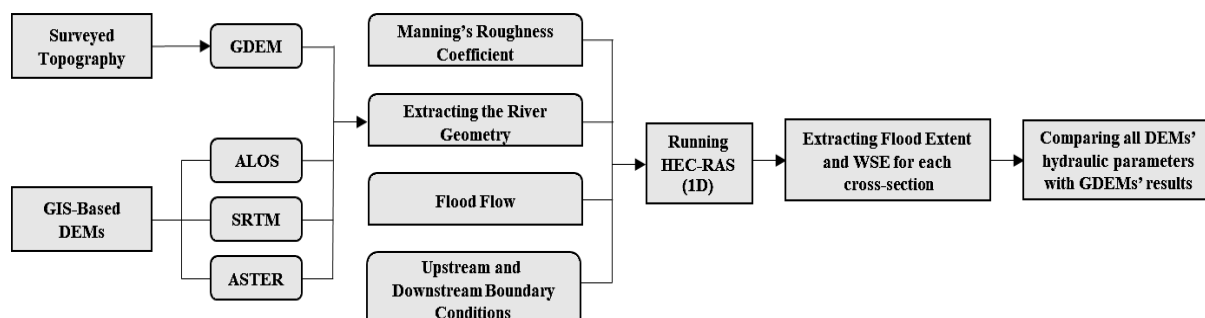 Surveyed
Topography
GDEM
GIS-Based
DEMs
ALOS
SRTM
ASTER
Manning's Roughness
Coefficient
Extracting the River
Geometry
Flood Flow
Upstream and
Downstream Boundary
Conditions
Running
HEC-RAS
(1D)
Extracting Flood Extent
and WSE for each
cross-section
Comparing all DEMs'
hydraulic parameters
with GDEMs' results